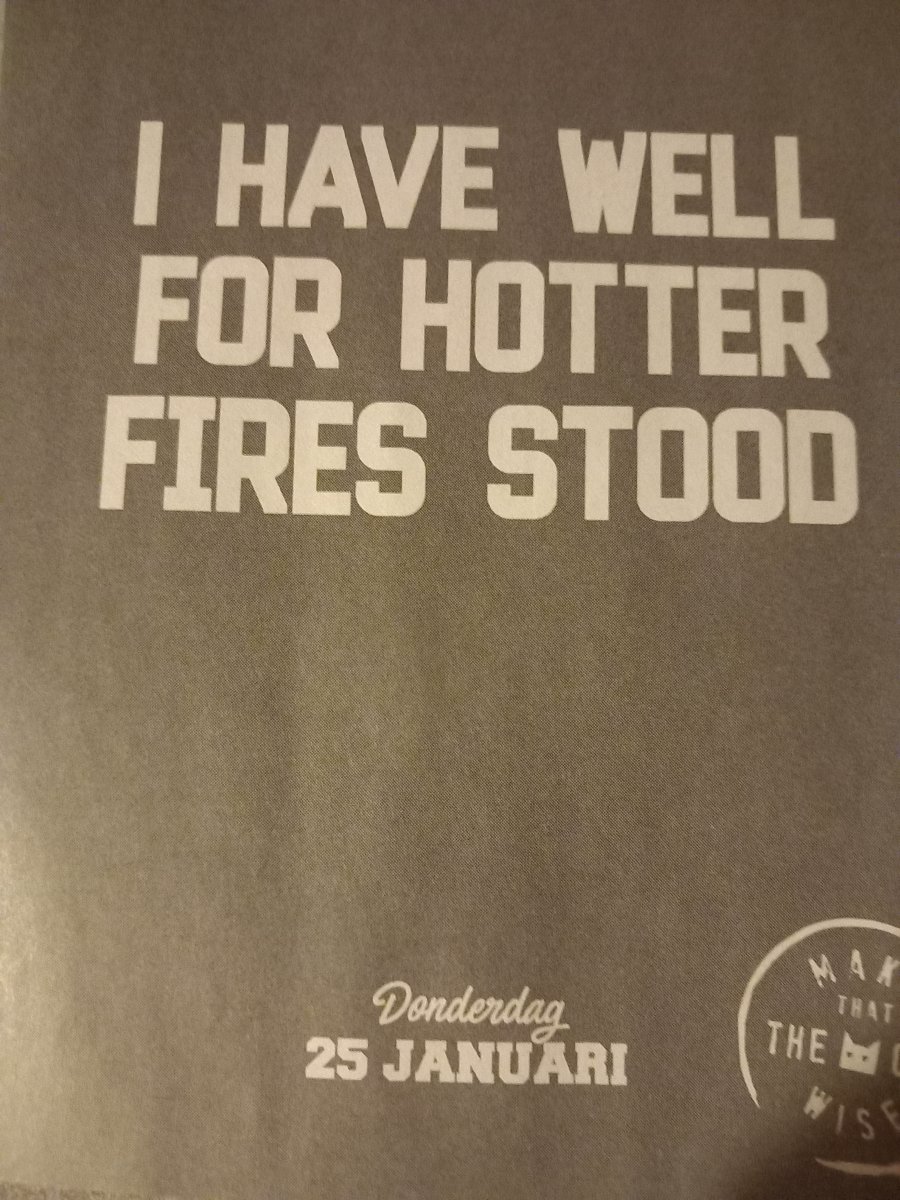 I HAVE WELL
FOR HOTTER
FIRES STOOD
Donderdag
25 JANUARI
THAT
THE